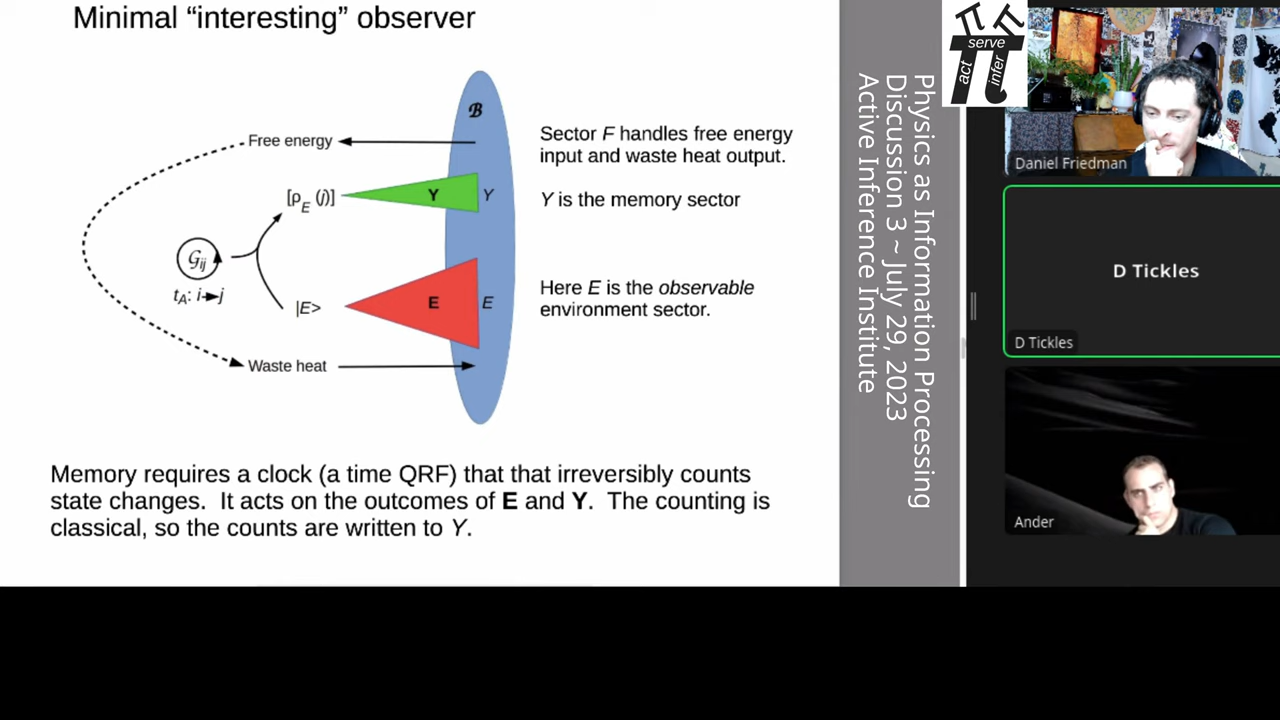 Minimal “interesting” observer
ℬ
Free energy
Sector F handles free energy
input and waste heat output.
[ρE (j)]
Y
Y
Y is the memory sector
𝒢ij
tA: i→j
|E>
E
E
Here E is the observable
environment sector.
Waste heat
Memory requires a clock (a time QRF) that that irreversibly counts
state changes.  It acts on the outcomes of E and Y.  The counting is
classical, so the counts are written to Y.
Physics as Information Processing
Discussion 3 ~ July 29, 2023
Active Inference Institute
serve
act
infer
Daniel Friedman
D Tickles
D Tickles
Ander